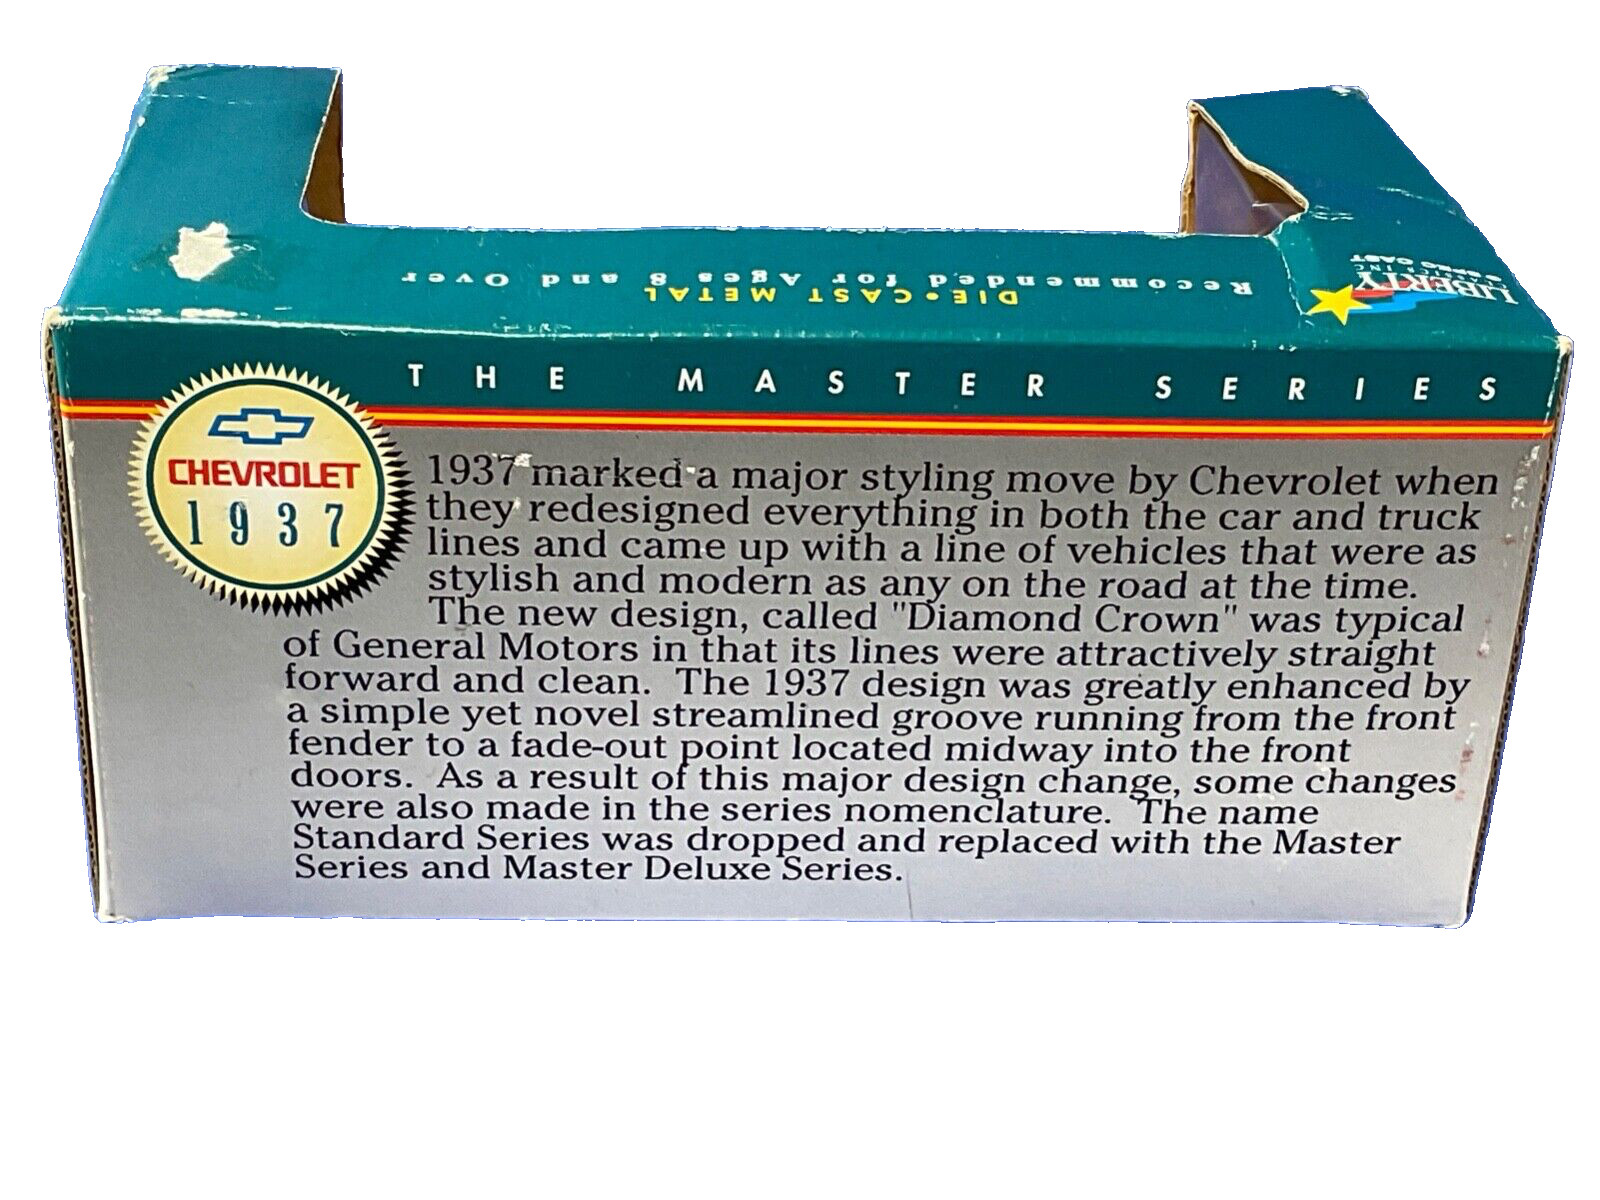 Recommended for Ages 8 and Over
DIE • CAST METAL
LIBERTY
CLASSICS INC.
SPEC CAST
THE MASTER SERIES
CHEVROLET
1937
1937 marked a major styling move by Chevrolet when
they redesigned everything in both the car and truck
lines and came up with a line of vehicles that were as
stylish and modern as any on the road at the time.
The new design, called "Diamond Crown" was typical
of General Motors in that its lines were attractively straight
forward and clean. The 1937 design was greatly enhanced by
a simple yet novel streamlined groove running from the front
fender to a fade-out point located midway into the front
doors. As a result of this major design change, some changes
were also made in the series nomenclature. The name
Standard Series was dropped and replaced with the Master
Series and Master Deluxe Series.